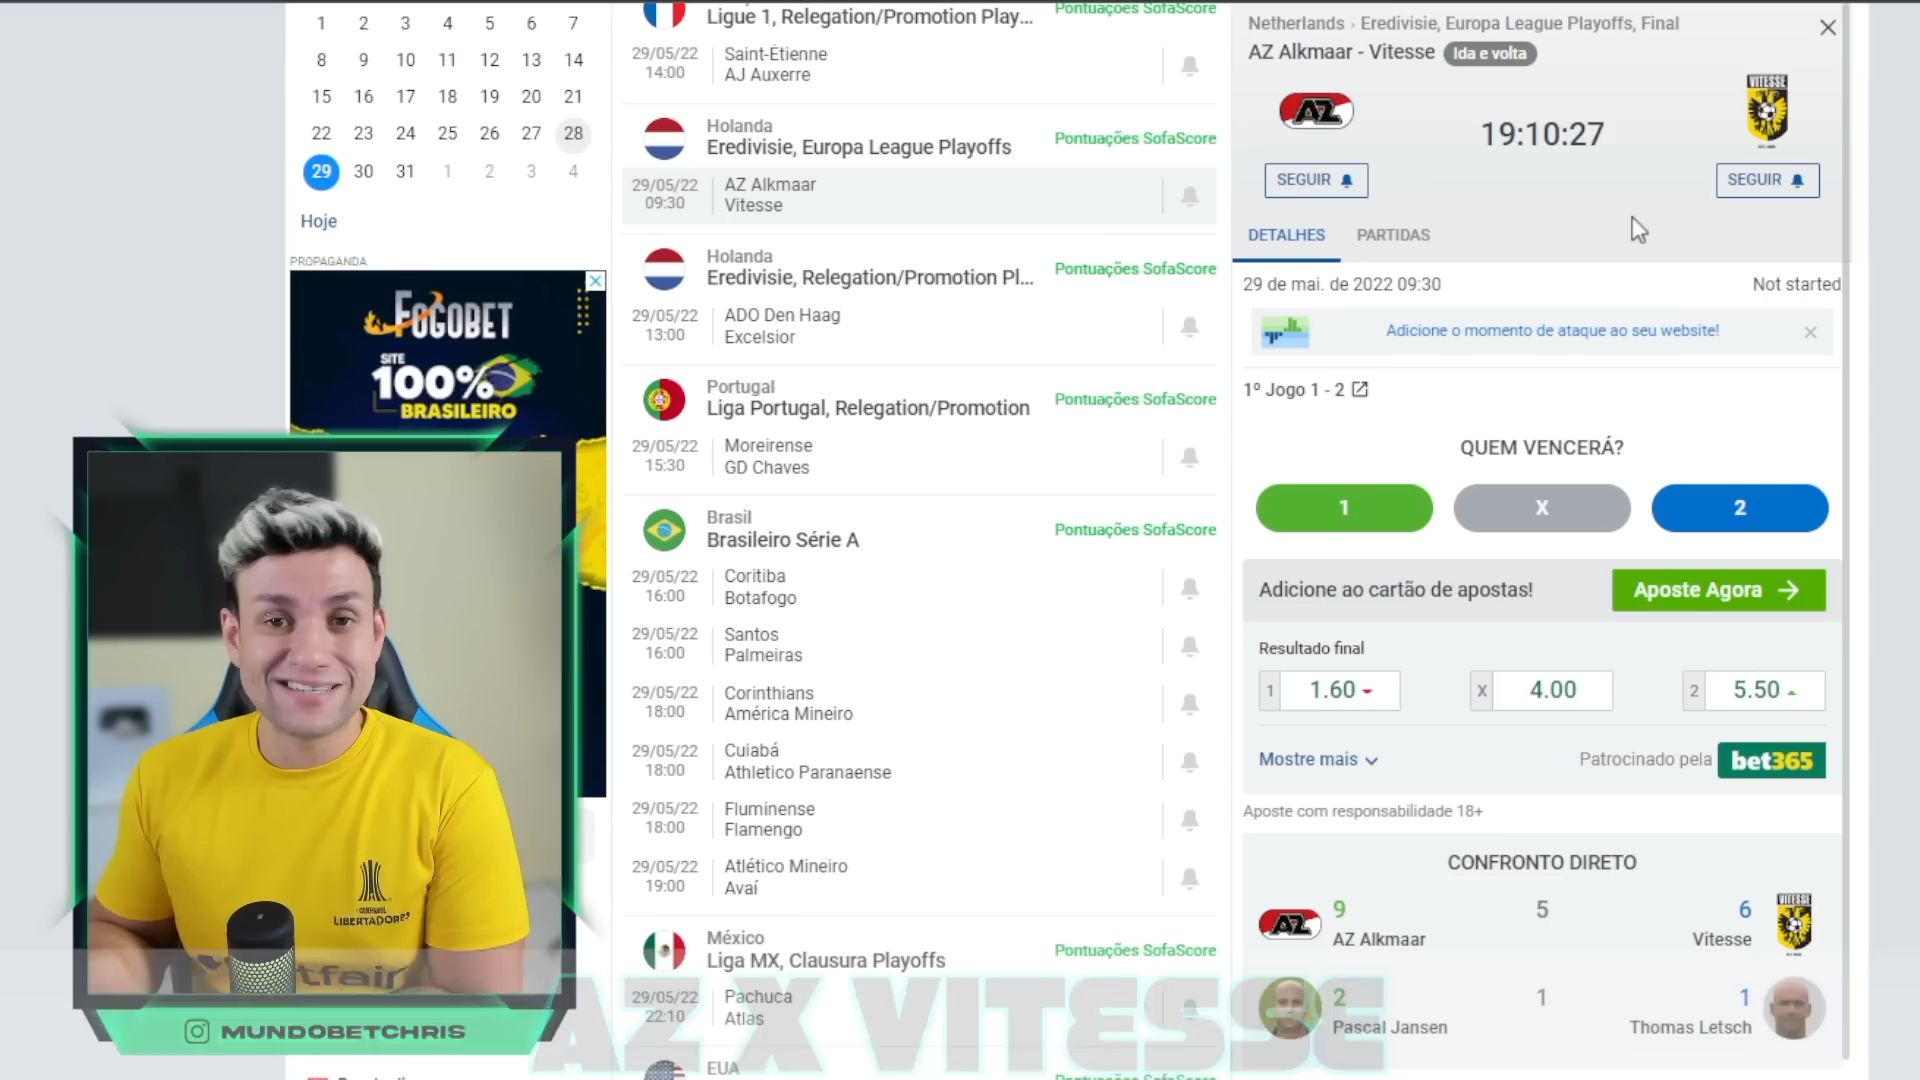 1 2 3 4 5 6 7
8 9 10 11 12 13 14
15 16 17 18 19 20 21
22 23 24 25 26 27 28
29 30 31 1 2 3 4
Hoje
PROPAGANDA
FOGOBET
SITE
100%
BRASILEIRO
CONMEBOL
LIBERTADORES
MUNDOBETCHRIS
Ligue 1, Relegation/Promotion Play...
Pontuações SofaScore
29/05/22 Saint-Étienne
14:00 AJ Auxerre
Holanda
Eredivisie, Europa League Playoffs
Pontuações SofaScore
29/05/22 AZ Alkmaar
09:30 Vitesse
Holanda
Eredivisie, Relegation/Promotion Pl...
Pontuações SofaScore
29/05/22 ADO Den Haag
13:00 Excelsior
Portugal
Liga Portugal, Relegation/Promotion
Pontuações SofaScore
29/05/22 Moreirense
15:30 GD Chaves
Brasil
Brasileiro Série A
Pontuações SofaScore
29/05/22 Coritiba
16:00 Botafogo
29/05/22 Santos
16:00 Palmeiras
29/05/22 Corinthians
18:00 América Mineiro
29/05/22 Cuiabá
18:00 Athletico Paranaense
29/05/22 Fluminense
18:00 Flamengo
29/05/22 Atlético Mineiro
19:00 Avaí
México
Liga MX, Clausura Playoffs
Pontuações SofaScore
29/05/22 Pachuca
22:10 Atlas
EUA
Pontuações SofaScore
AZ X VITESSE
Netherlands › Eredivisie, Europa League Playoffs, Final
AZ Alkmaar - Vitesse Ida e volta
AZ
VITESSE
19:10:27
SEGUIR SEGUIR
DETALHES PARTIDAS
29 de mai. de 2022 09:30 Not started
Adicione o momento de ataque ao seu website!
1º Jogo 1 - 2
QUEM VENCERÁ?
1 X 2
Adicione ao cartão de apostas! Aposte Agora
Resultado final
1 1.60 X 4.00 2 5.50
Mostre mais Patrocinado pela bet365
Aposte com responsabilidade 18+
CONFRONTO DIRETO
AZ 9 5 6 VITESSE
AZ Alkmaar Vitesse
2 1 1
Pascal Jansen Thomas Letsch